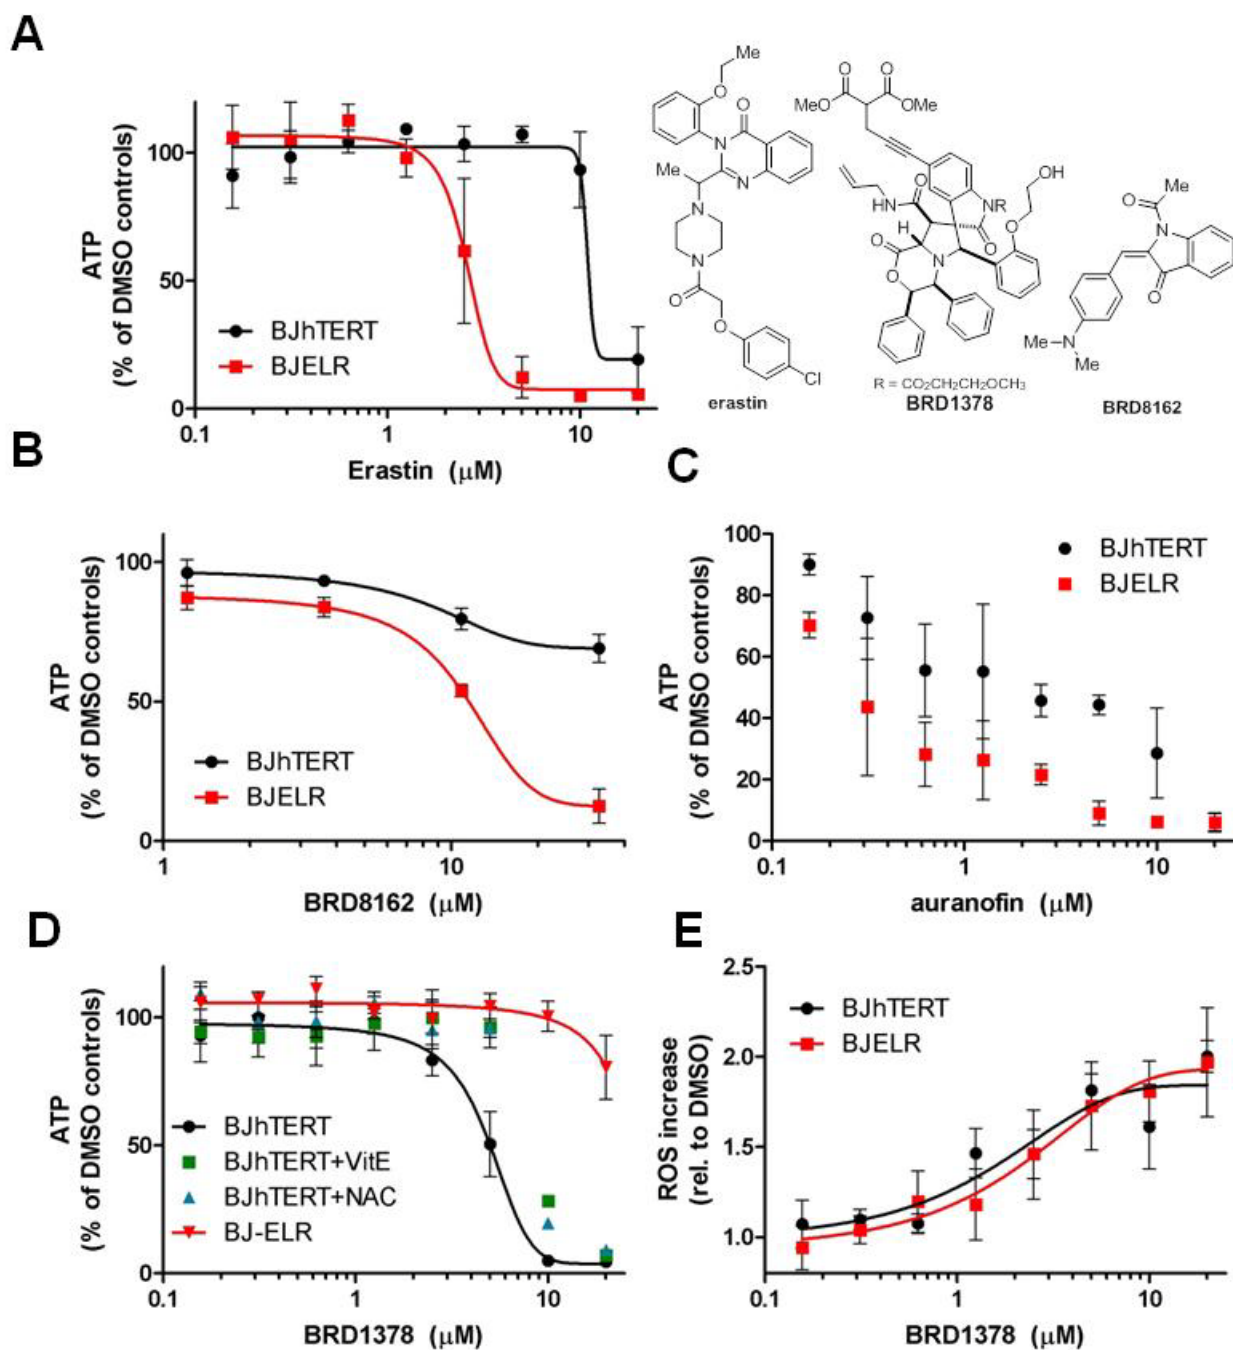 A
ATP
(% of DMSO controls)
100
50
0
BJhTERT
BJELR
0.1
1
10
Erastin (μM)
Me
O
O
N
Me
N
N
N
O
O
Cl
erastin
O
O
MeO
OMe
OH
HN
O
NR
O
H
O
O
N
O
R = CO₂CH₂CH₂OCH₃
BRD1378
Me
O
N
O
N
Me
CH₃
BRD8162
B
ATP
(% of DMSO controls)
100
50
0
BJhTERT
BJELR
1
10
BRD8162 (μM)
C
ATP
(% of DMSO controls)
100
80
60
40
20
0
BJhTERT
BJELR
0.1
1
10
auranofin (μM)
D
ATP
(% of DMSO controls)
100
50
0
BJhTERT
BJhTERT+VitE
BJhTERT+NAC
BJ-ELR
0.1
1
10
BRD1378 (μM)
E
ROS increase
(rel. to DMSO)
2.5
2.0
1.5
1.0
BJhTERT
BJELR
0.1
1
10
BRD1378 (μM)